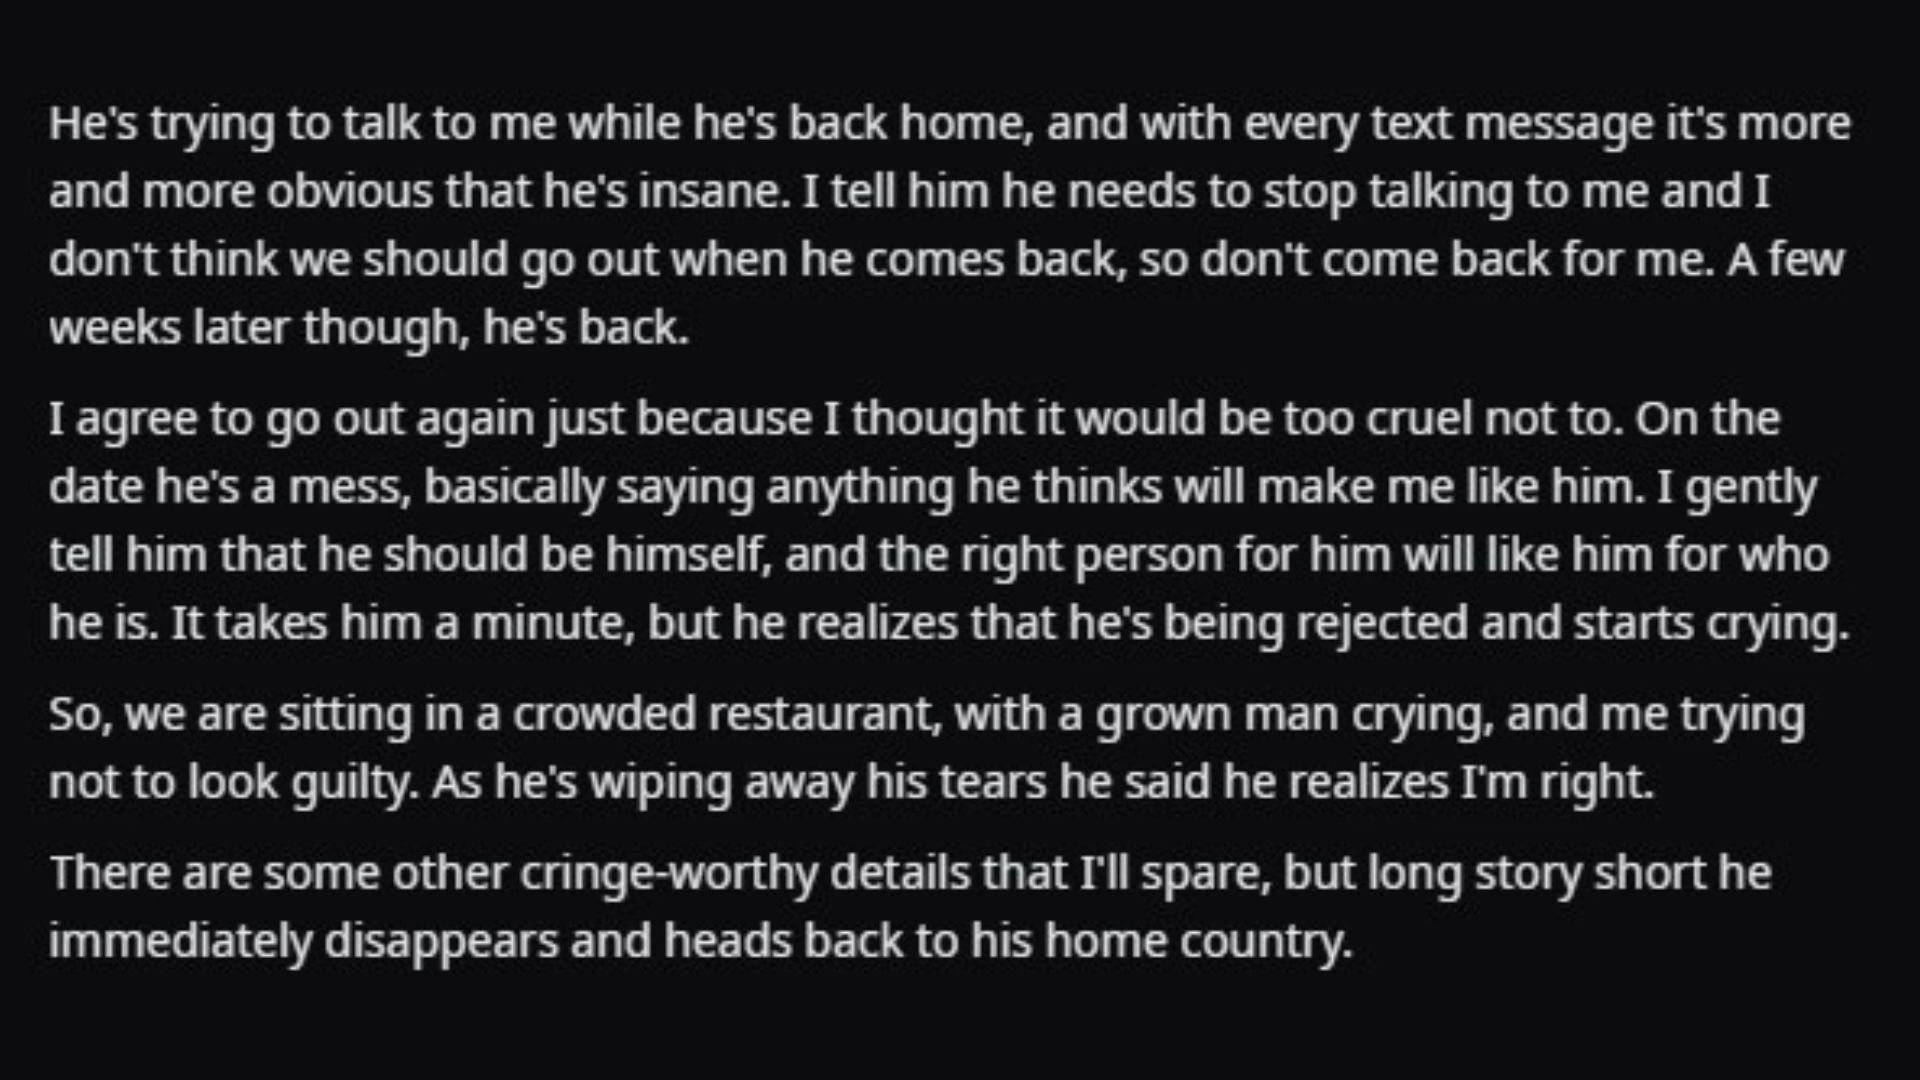 He's trying to talk to me while he's back home, and with every text message it's more
and more obvious that he's insane. I tell him he needs to stop talking to me and I
don't think we should go out when he comes back, so don't come back for me. A few
weeks later though, he's back.
I agree to go out again just because I thought it would be too cruel not to. On the
date he's a mess, basically saying anything he thinks will make me like him. I gently
tell him that he should be himself, and the right person for him will like him for who
he is. It takes him a minute, but he realizes that he's being rejected and starts crying.
So, we are sitting in a crowded restaurant, with a grown man crying, and me trying
not to look guilty. As he's wiping away his tears he said he realizes I'm right.
There are some other cringe-worthy details that I'll spare, but long story short he
immediately disappears and heads back to his home country.